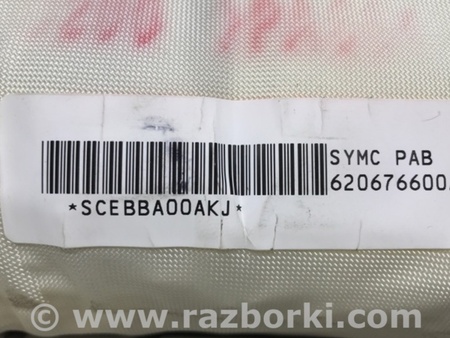 SYMC PAB
620676600
*SCEBBA00AKJ*
© - www.razborki.com